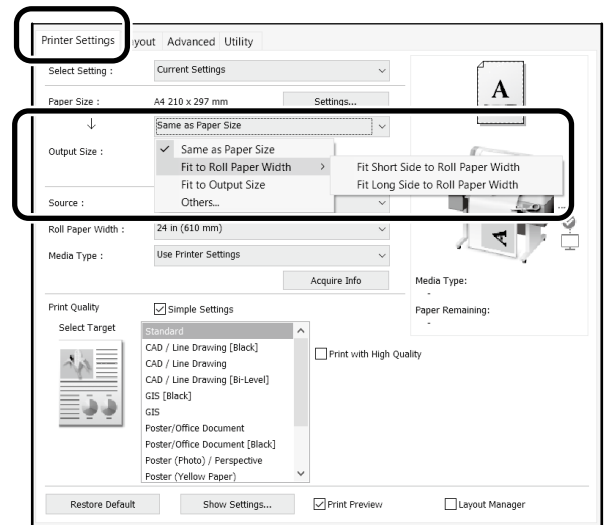 Printer Settings yout Advanced Utility
Select Setting : Current Settings
A
Paper Size : A4 210 x 297 mm Settings...
↓ Same as Paper Size
Output Size : ✓ Same as Paper Size
Fit to Roll Paper Width > Fit Short Side to Roll Paper Width
Fit to Output Size Fit Long Side to Roll Paper Width
Others...
Source :
Roll Paper Width : 24 in (610 mm)
A
Media Type : Use Printer Settings
Acquire Info Media Type:
-
Paper Remaining:
-
Print Quality Simple Settings
Select Target Standard
CAD / Line Drawing [Black] Print with High Quality
CAD / Line Drawing
CAD / Line Drawing [Bi-Level]
GIS [Black]
GIS
Poster/Office Document
Poster/Office Document [Black]
Poster (Photo) / Perspective
Poster (Yellow Paper)
Restore Default Show Settings... Print Preview Layout Manager